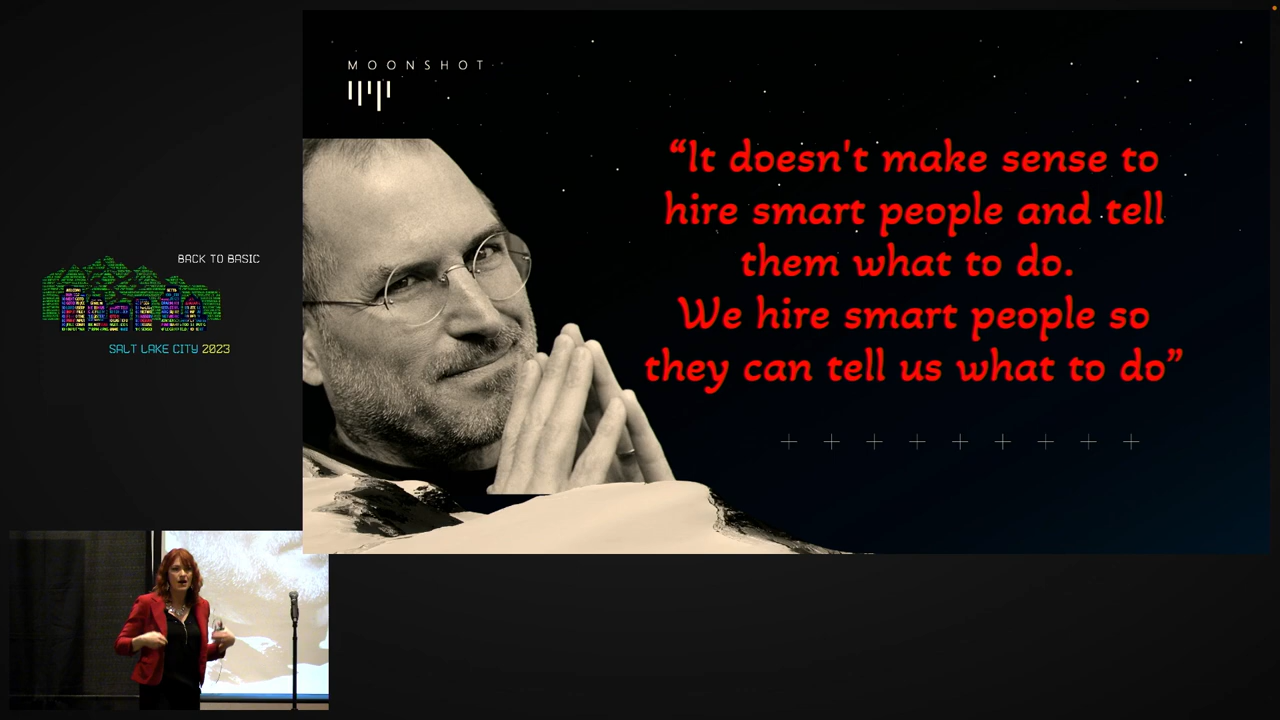 MOONSHOT
“It doesn't make sense to
hire smart people and tell
them what to do.
We hire smart people so
they can tell us what to do”
BACK TO BASIC
SALT LAKE CITY 2023